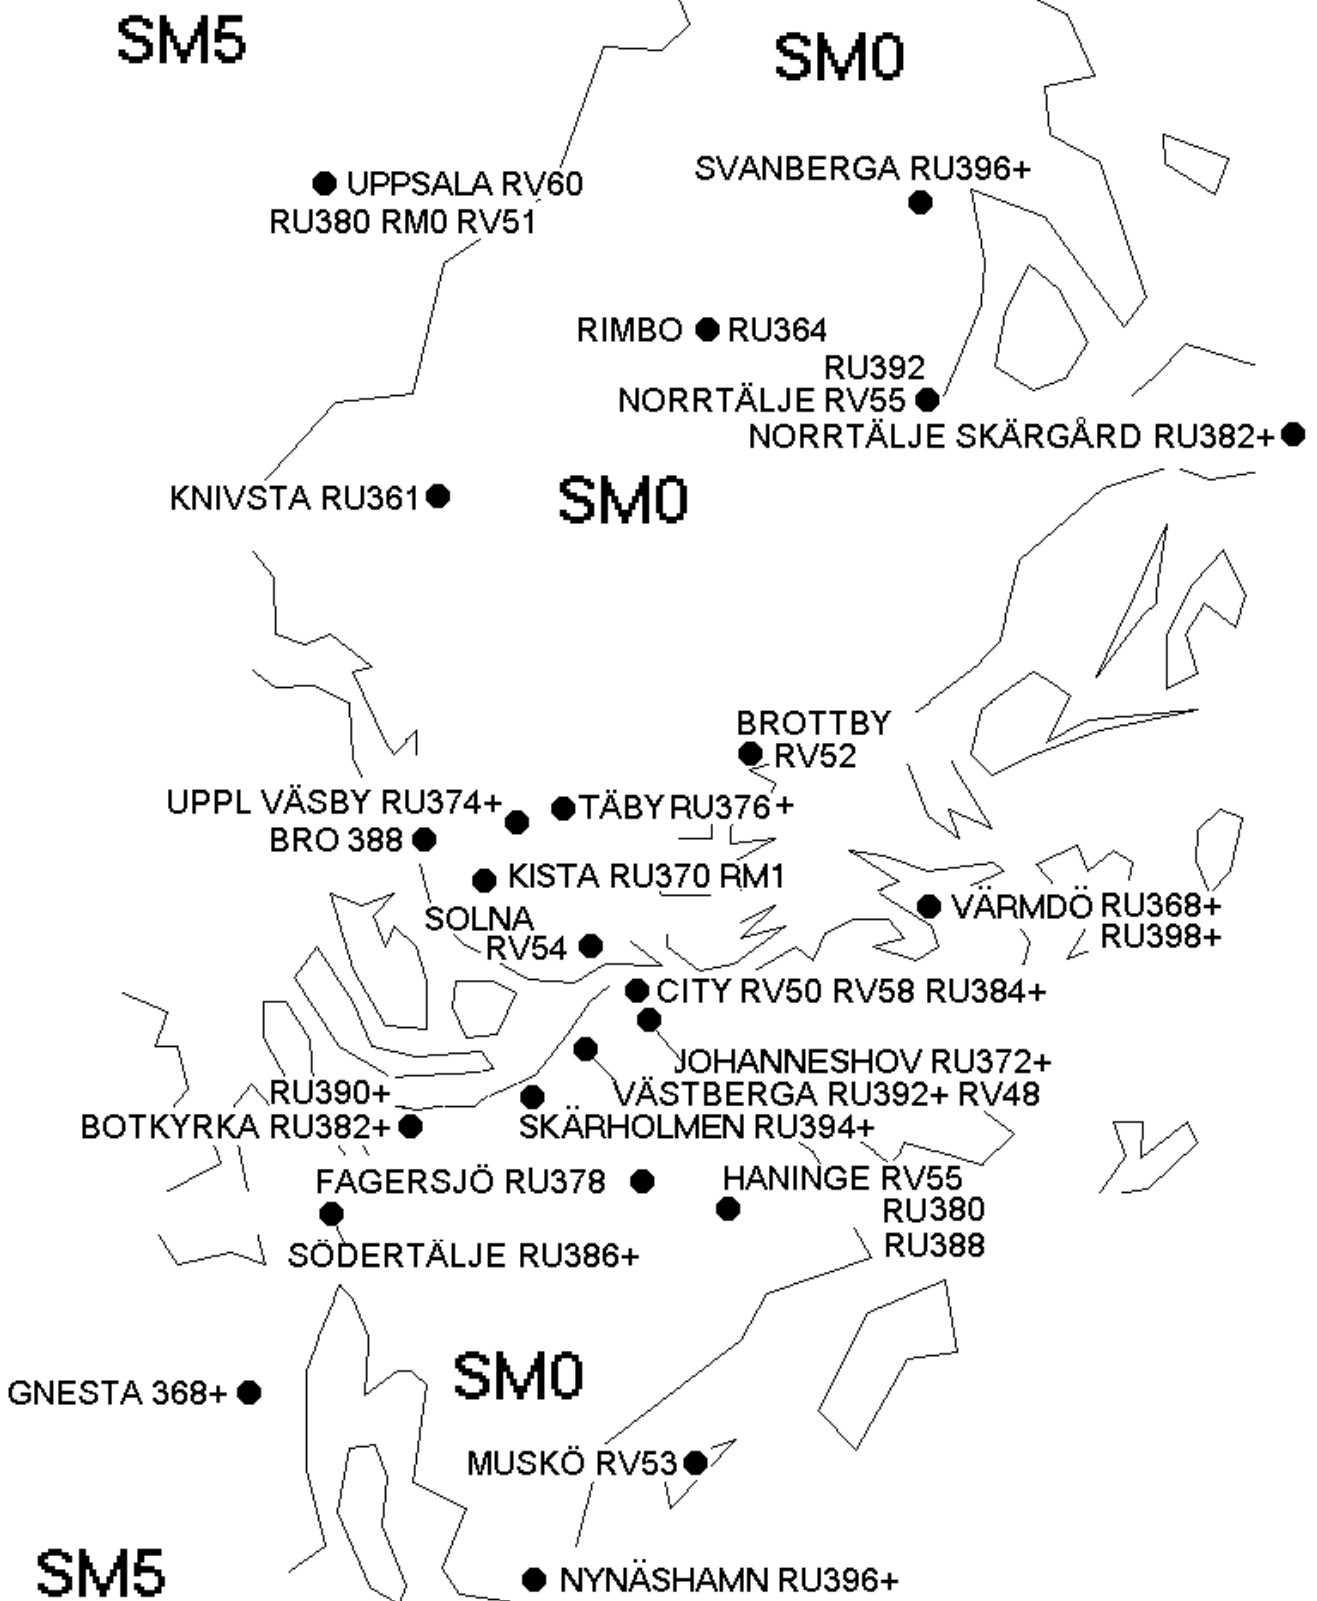 SM5
SM0
SVANBERGA RU396+
UPPSALA RV60
RU380 RM0 RV51
RIMBO RU364
RU392
NORRTÄLJE RV55
NORRTÄLJE SKÄRGÅRD RU382+
KNIVSTA RU361
SM0
BROTTBY
RV52
UPPL VÄSBY RU374+
TÄBY RU376+
BRO 388
KISTA RU370 RM1
SOLNA
RV54
VÄRMDÖ RU368+
RU398+
CITY RV50 RV58 RU384+
JOHANNESHOV RU372+
RU390+
VÄSTBERGA RU392+ RV48
BOTKYRKA RU382+
SKÄRHOLMEN RU394+
FAGERSJÖ RU378
HANINGE RV55
RU380
RU388
SÖDERTÄLJE RU386+
SM0
GNESTA 368+
MUSKÖ RV53
SM5
NYNÄSHAMN RU396+